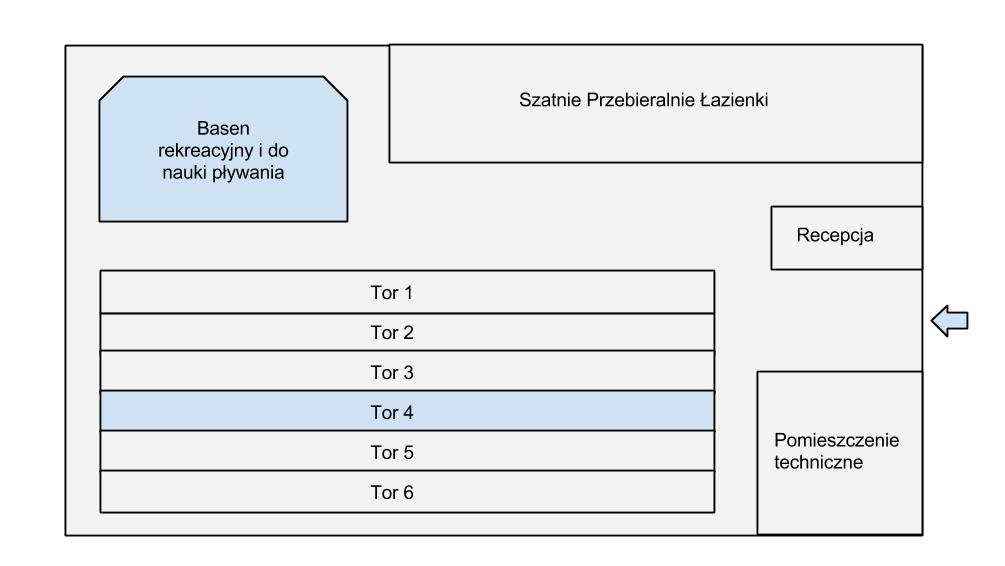 Szatnie Przebieralnie Łazienki
Basen
rekreacyjny i do
nauki pływania
Recepcja
Tor 1
Tor 2
Tor 3
Tor 4
Tor 5
Tor 6
Pomieszczenie
techniczne